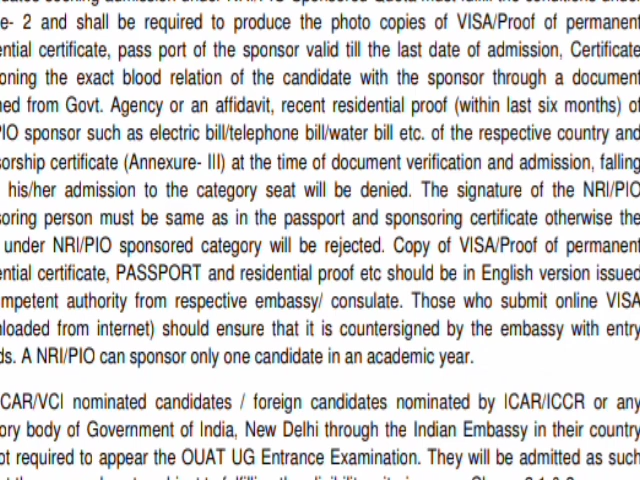 e- 2 and shall be required to produce the photo copies of VISA/Proof of permanent
ential certificate, pass port of the sponsor valid till the last date of admission, Certificate
oning the exact blood relation of the candidate with the sponsor through a document
ned from Govt. Agency or an affidavit, recent residential proof (within last six months) of
PIO sponsor such as electric bill/telephone bill/water bill etc. of the respective country and
sorship certificate (Annexure- III) at the time of document verification and admission, falling
his/her admission to the category seat will be denied. The signature of the NRI/PIO
soring person must be same as in the passport and sponsoring certificate otherwise the
under NRI/PIO sponsored category will be rejected. Copy of VISA/Proof of permanent
ential certificate, PASSPORT and residential proof etc should be in English version issued
mpetent authority from respective embassy/ consulate. Those who submit online VISA
nloaded from internet) should ensure that it is countersigned by the embassy with entry
ds. A NRI/PIO can sponsor only one candidate in an academic year.
CAR/VCI nominated candidates / foreign candidates nominated by ICAR/ICCR or any
ory body of Government of India, New Delhi through the Indian Embassy in their country
ot required to appear the OUAT UG Entrance Examination. They will be admitted as such